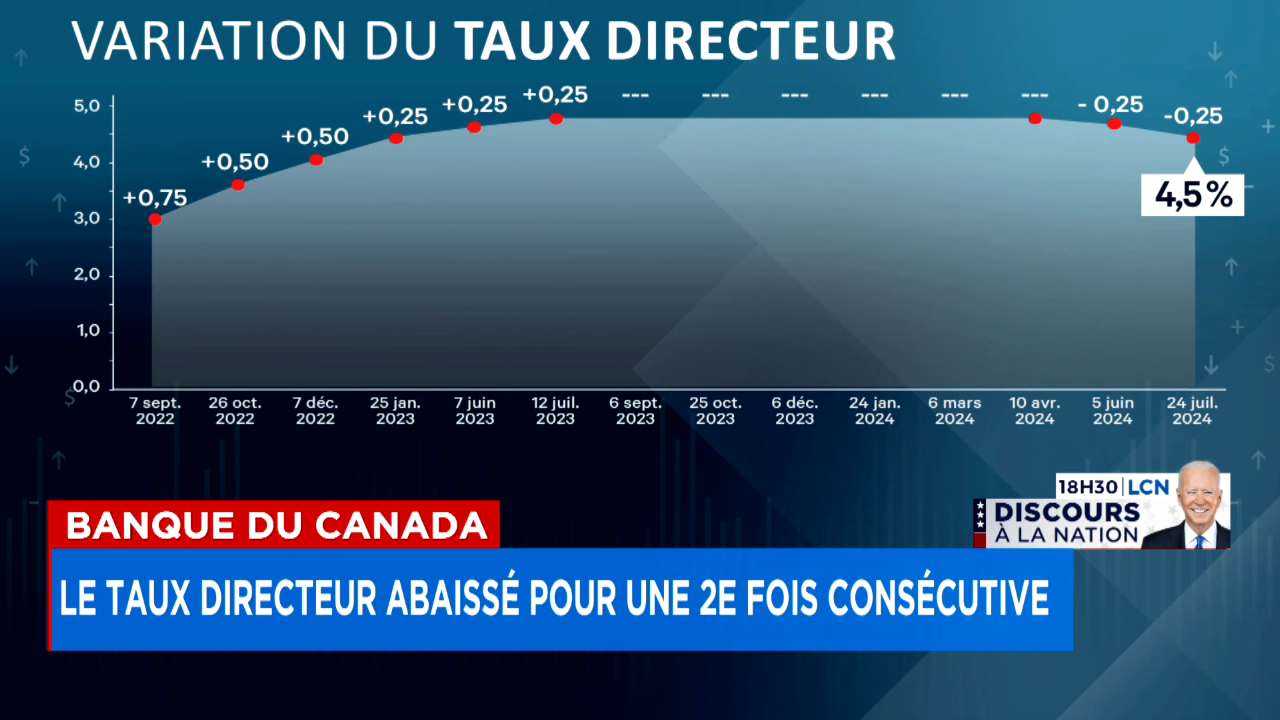 VARIATION DU TAUX DIRECTEUR
5,0
4,0
3,0
2,0
1,0
0,0
+0,75
+0,50
+0,50
+0,25
+0,25
+0,25
---
---
---
---
---
---
- 0,25
-0,25
4,5%
7 sept.
2022
26 oct.
2022
7 déc.
2022
25 jan.
2023
7 juin
2023
12 juil.
2023
6 sept.
2023
25 oct.
2023
6 déc.
2023
24 jan.
2024
6 mars
2024
10 avr.
2024
5 juin
2024
24 juil.
2024
18H30 | LCN
DISCOURS
À LA NATION
BANQUE DU CANADA
LE TAUX DIRECTEUR ABAISSÉ POUR UNE 2E FOIS CONSÉCUTIVE